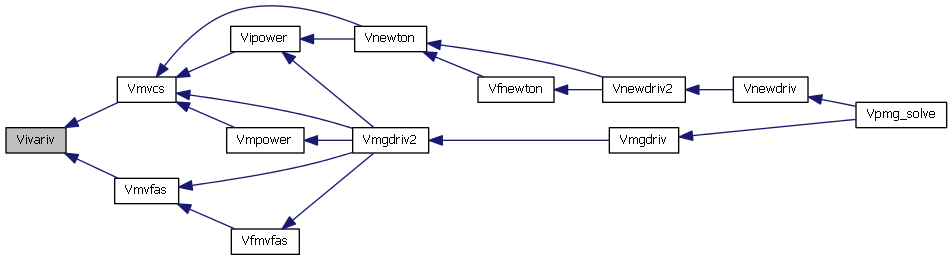 Vivariv
Vmvcs
Vmvfas
Vipower
Vmpower
Vfmvfas
Vnewton
Vmgdriv2
Vfnewton
Vnewdriv2
Vmgdriv
Vnewdriv
Vpmg_solve